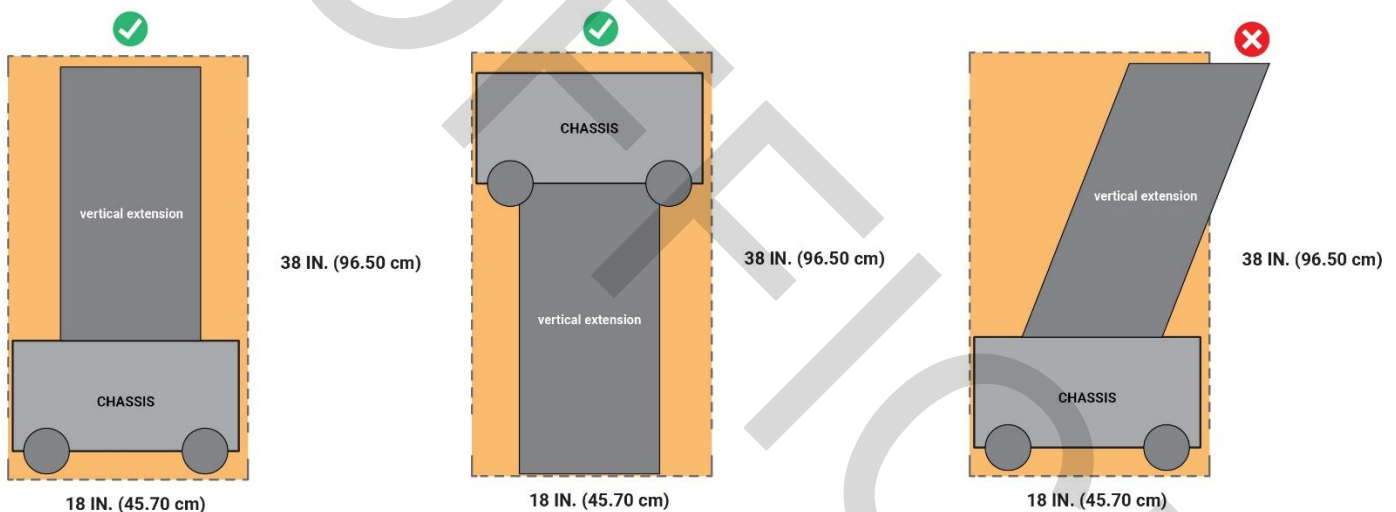 vertical extension
CHASSIS
38 IN. (96.50 cm)
18 IN. (45.70 cm)
CHASSIS
vertical extension
38 IN. (96.50 cm)
18 IN. (45.70 cm)
vertical extension
CHASSIS
38 IN. (96.50 cm)
18 IN. (45.70 cm)